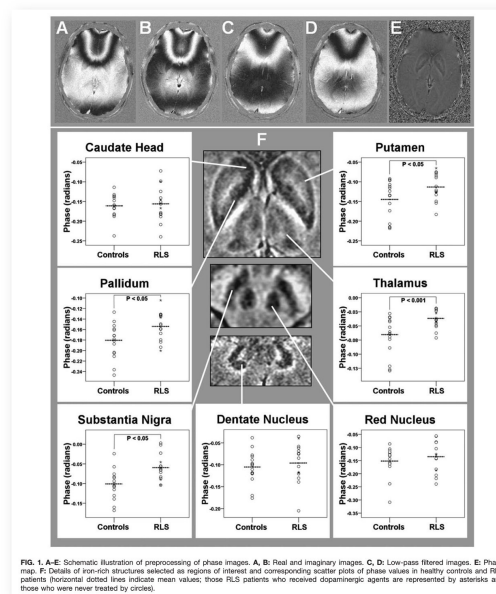 A
B
C
D
E
F
Caudate Head
Phase (radians)
-0.05
-0.10
-0.15
-0.20
-0.25
Controls
RLS
Putamen
Phase (radians)
-0.05
P < 0.05
-0.10
-0.15
-0.20
-0.25
Controls
RLS
Pallidum
Phase (radians)
-0.10
P < 0.05
-0.12
-0.14
-0.16
-0.18
-0.20
-0.22
-0.24
Controls
RLS
Thalamus
Phase (radians)
0.00
P < 0.001
Controls
RLS
Substantia Nigra
Phase (radians)
0.00
P < 0.05
-0.05
-0.10
-0.15
Controls
RLS
Dentate Nucleus
Phase (radians)
-0.05
-0.10
-0.15
-0.20
Controls
RLS
Red Nucleus
Phase (radians)
-0.05
-0.10
-0.15
-0.20
-0.25
-0.30
-0.35
Controls
RLS
FIG. 1. A–E: Schematic illustration of preprocessing of phase images. A, B: Real and imaginary images. C, D: Low-pass filtered images. E: Pha
map. F: Details of iron-rich structures selected as regions of interest and corresponding scatter plots of phase values in healthy controls and RL
patients (horizontal dotted lines indicate mean values; those RLS patients who received dopaminergic agents are represented by asterisks a
those who were never treated by circles).